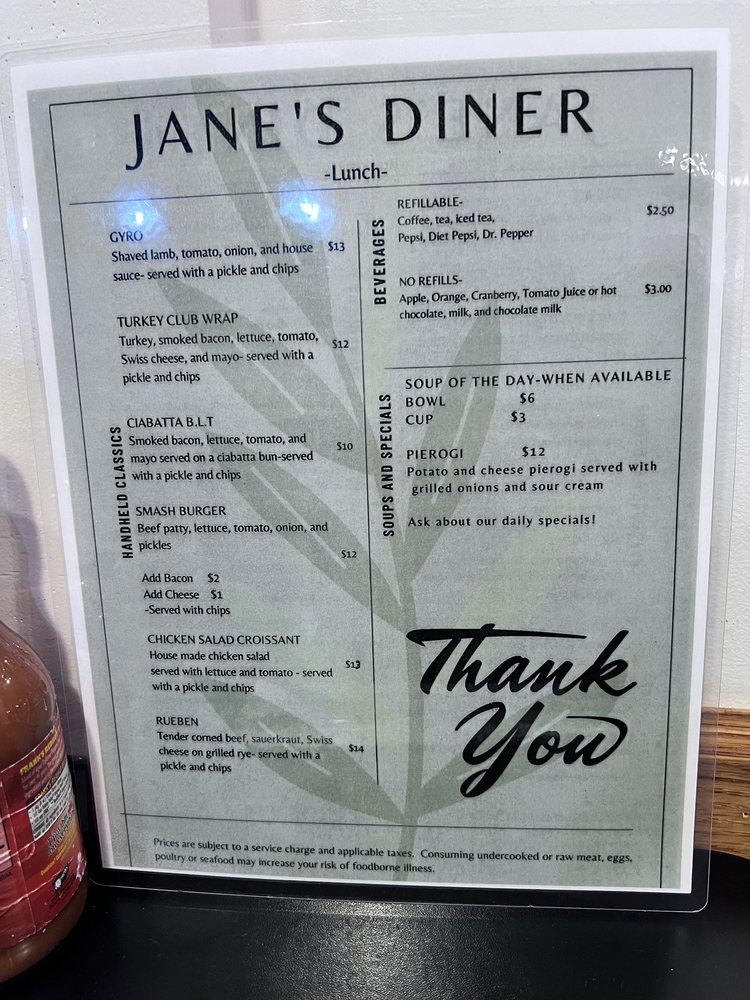 JANE'S DINER
-Lunch-
HANDHELD CLASSICS
GYRO
Shaved lamb, tomato, onion, and house $13
sauce- served with a pickle and chips
TURKEY CLUB WRAP
Turkey, smoked bacon, lettuce, tomato, $12
Swiss cheese, and mayo- served with a
pickle and chips
CIABATTA B.L.T
Smoked bacon, lettuce, tomato, and $10
mayo served on a ciabatta bun-served
with a pickle and chips
SMASH BURGER
Beef patty, lettuce, tomato, onion, and
pickles
$12
Add Bacon $2
Add Cheese $1
-Served with chips
CHICKEN SALAD CROISSANT
House made chicken salad $13
served with lettuce and tomato - served
with a pickle and chips
RUEBEN
Tender corned beef, sauerkraut, Swiss $14
cheese on grilled rye- served with a
pickle and chips
BEVERAGES
REFILLABLE- $2.50
Coffee, tea, iced tea,
Pepsi, Diet Pepsi, Dr. Pepper
NO REFILLS-
Apple, Orange, Cranberry, Tomato Juice or hot $3.00
chocolate, milk, and chocolate milk
SOUPS AND SPECIALS
SOUP OF THE DAY-WHEN AVAILABLE
BOWL $6
CUP $3
PIEROGI $12
Potato and cheese pierogi served with
grilled onions and sour cream
Ask about our daily specials!
Thank
You
Prices are subject to a service charge and applicable taxes. Consuming undercooked or raw meat, eggs,
poultry or seafood may increase your risk of foodborne illness.